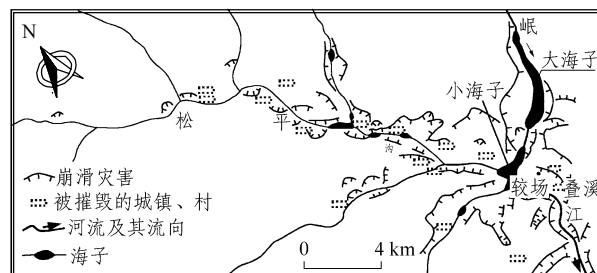 N
岷
大海子
小海子
松
平
沟
较场
叠溪
江
崩滑灾害
被摧毁的城镇、村
河流及其流向
海子
0 4 km